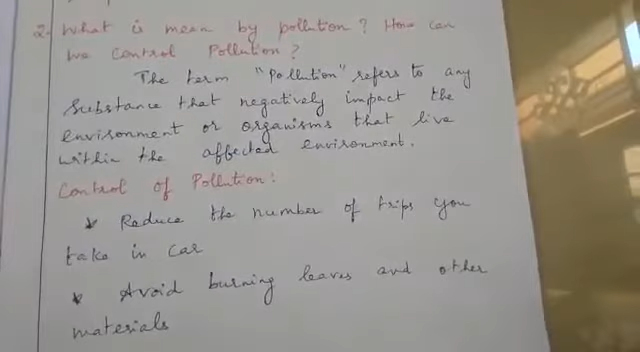 2. What is mean by pollution? How can
we control Pollution?
The term "Pollution" refers to any
Substance that negatively impact the
environment or organisms that live
within the affected environment.
Control of Pollution:
* Reduce the number of trips you
take in car
* Avoid burning leaves and other
materials